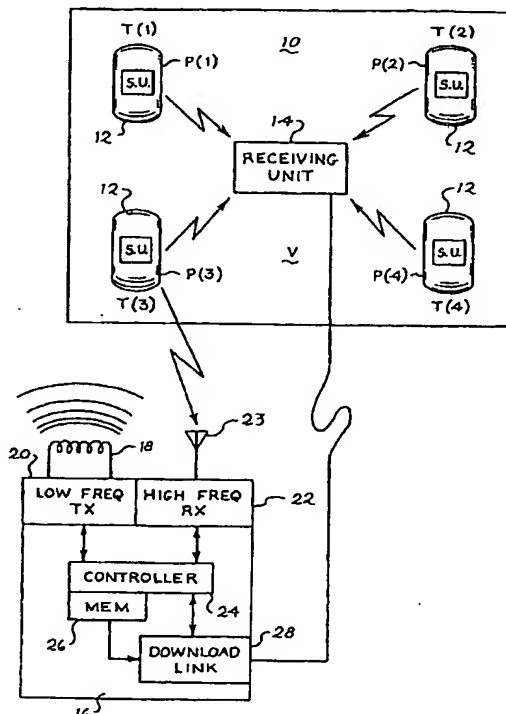 T(1)
10
T(2)
P(1)
P(2)
S.U.
S.U.
14
12
12
RECEIVING
UNIT
12
12
S.U.
S.U.
V
P(3)
P(4)
T(3)
T(4)
23
20
18
LOW FREQ
TX
HIGH FREQ
RX
22
CONTROLLER
24
MEM
26
28
DOWNLOAD
LINK
16